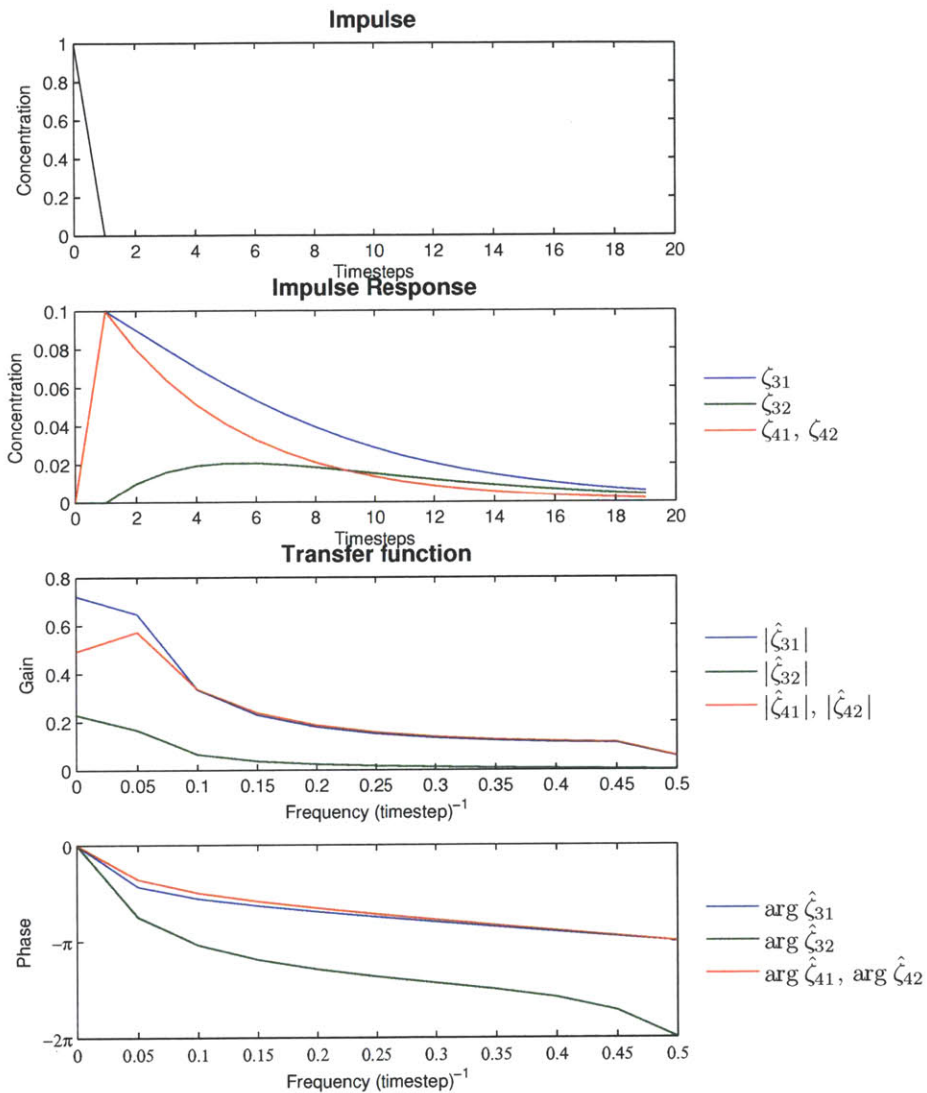 Impulse
1
0.8
0.6
0.4
0.2
0
Concentration
0 2 4 6 8 10 12 14 16 18 20
Timesteps
Impulse Response
0.1
0.08
0.06
0.04
0.02
0
Concentration
0 2 4 6 8 10 12 14 16 18 20
Timesteps
ζ31
ζ32
ζ41, ζ42
Transfer function
0.8
0.6
0.4
0.2
0
Gain
0 0.05 0.1 0.15 0.2 0.25 0.3 0.35 0.4 0.45 0.5
Frequency (timestep)⁻¹
|ζ̂31|
|ζ̂32|
|ζ̂41|, |ζ̂42|
0
−π
−2π
Phase
0 0.05 0.1 0.15 0.2 0.25 0.3 0.35 0.4 0.45 0.5
Frequency (timestep)⁻¹
arg ζ̂31
arg ζ̂32
arg ζ̂41, arg ζ̂42